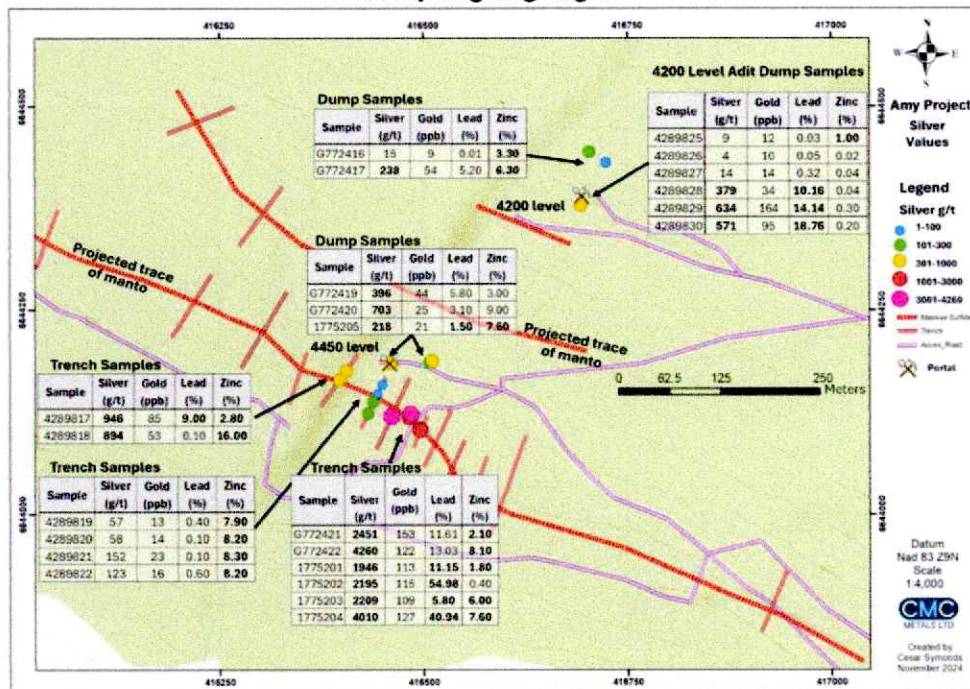 416250 416500 416750 417000
6644500 6644500
6644250 6644250
6644000 6644000
N
W E
S
Amy Project
Silver
Values
Legend
Silver g/t
1-100
101-300
301-1000
1001-3000
3001-4260
Massive Sulfide
Trench
Portal
Dump Samples
Sample Silver (g/t) Gold (ppb) Lead (%) Zinc (%)
G772416 15 9 0.01 3.30
G772417 238 54 5.20 6.30
4200 Level Adit Dump Samples
Sample Silver (g/t) Gold (ppb) Lead (%) Zinc (%)
4289825 9 12 0.03 1.00
4289826 4 10 0.05 0.02
4289827 14 14 0.32 0.04
4289828 379 34 10.16 0.04
4289829 634 164 14.14 0.30
4289830 571 95 18.76 0.20
4200 level
Dump Samples
Sample Silver (g/t) Gold (ppb) Lead (%) Zinc (%)
G772419 396 44 5.80 3.00
G772420 703 25 3.10 9.00
1775205 218 21 1.50 7.60
Projected trace
of manto
Projected trace
of manto
4450 level
0 62.5 125 250
Meters
Trench Samples
Sample Silver (g/t) Gold (ppb) Lead (%) Zinc (%)
4289817 946 85 9.00 2.80
4289818 894 53 0.10 16.00
Trench Samples
Sample Silver (g/t) Gold (ppb) Lead (%) Zinc (%)
4289819 57 13 0.40 7.90
4289820 58 14 0.10 8.20
4289821 152 23 0.10 8.30
4289822 123 16 0.60 8.20
Trench Samples
Sample Silver (g/t) Gold (ppb) Lead (%) Zinc (%)
G772421 2451 153 11.61 2.10
G772422 4260 122 13.03 8.10
1775201 1946 113 11.15 1.80
1775202 2195 115 54.98 0.40
1775203 2209 109 5.80 6.00
1775204 4010 127 40.94 7.60
Datum
Nad 83 Z9N
Scale
1:4,000
CMC
METALS LTD
Created by
Cesar Symonds
November 2024
416250 416500 416750 417000